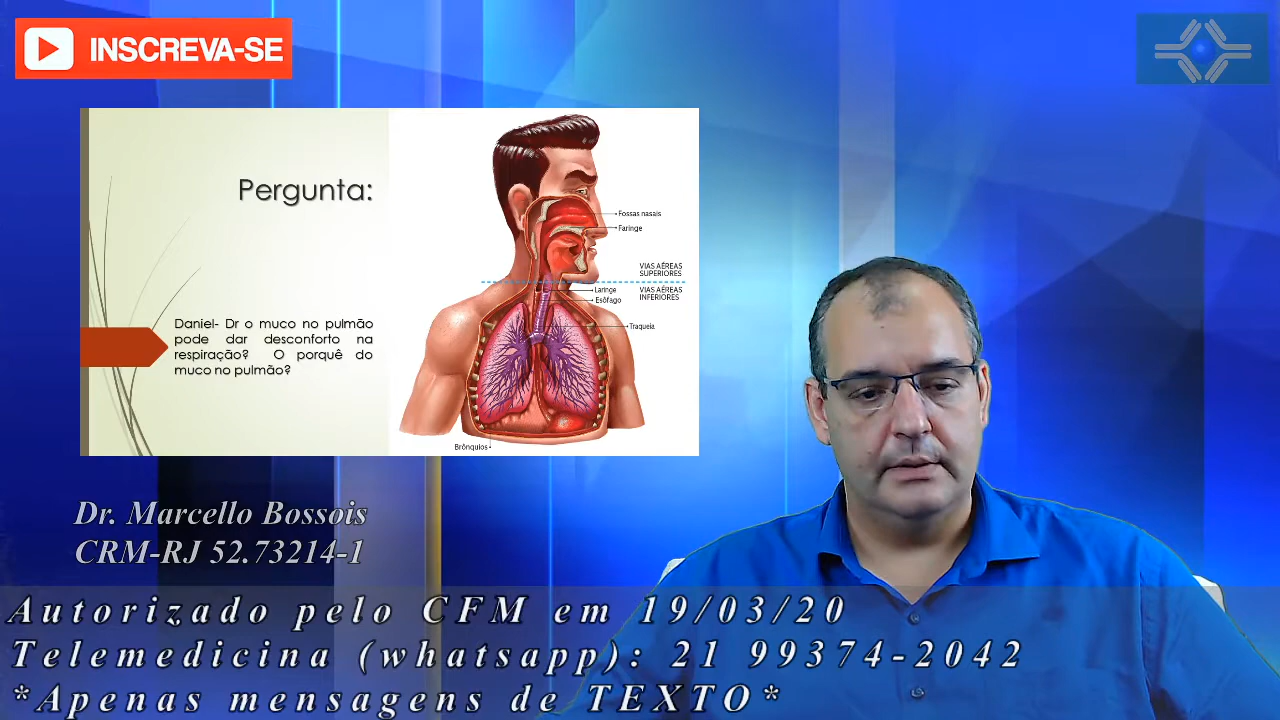 INSCREVA-SE
Pergunta:
Daniel- Dr o muco no pulmão
pode dar desconforto na
respiração? O porquê do
muco no pulmão?
Fossas nasais
Faringe
VIAS AÉREAS
SUPERIORES
VIAS AÉREAS
INFERIORES
Laringe
Esôfago
Traqueia
Brônquios
Dr. Marcello Bossois
CRM-RJ 52.73214-1
Autorizado pelo CFM em 19/03/20
Telemedicina (whatsapp): 21 99374-2042
*Apenas mensagens de TEXTO*